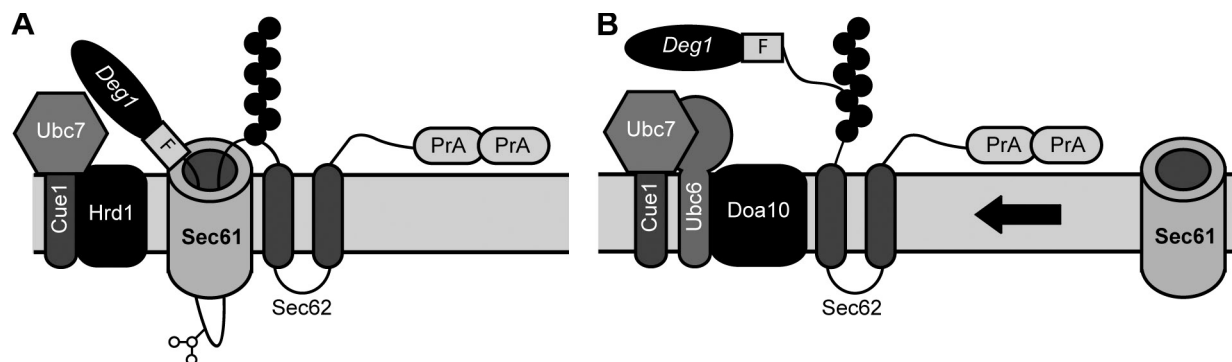 A
Deg1
F
Ubc7
Cue1
Hrd1
Sec61
Sec62
PrA PrA
B
Deg1 F
Ubc7
Cue1
Ubc6
Doa10
Sec62
PrA PrA
Sec61